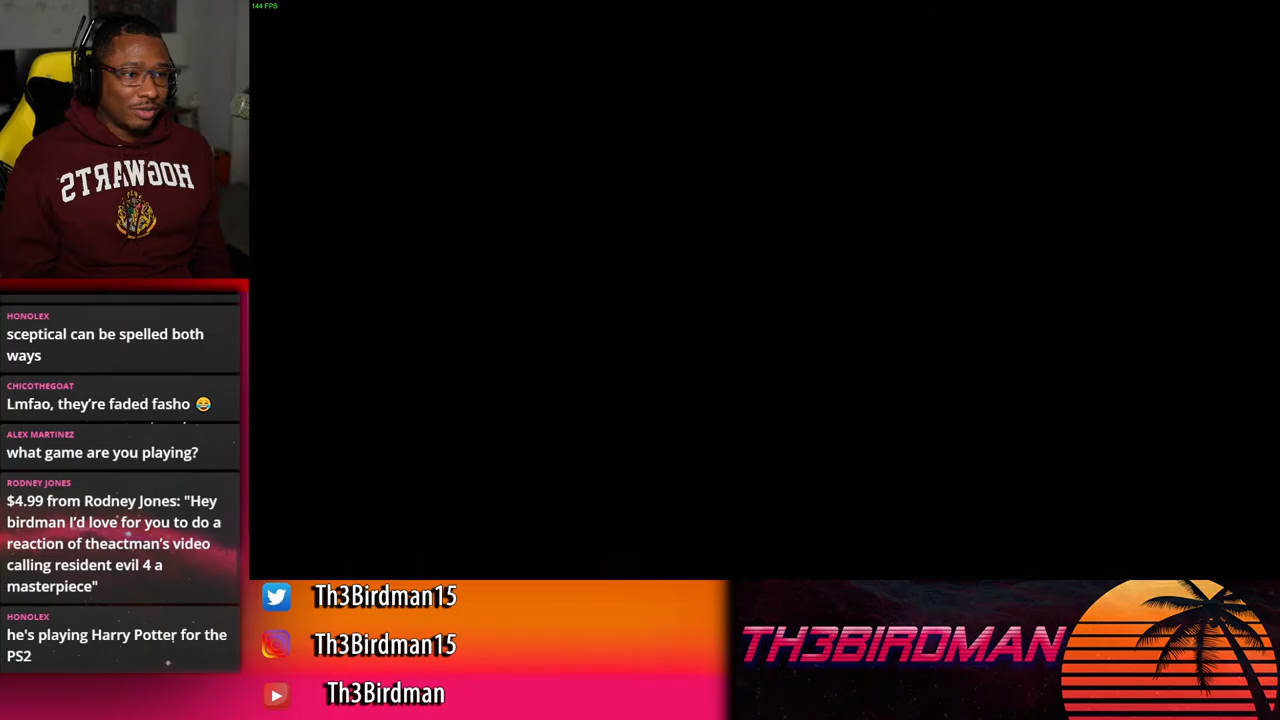 144 FPS
HOGWARTS
HONOLEX
sceptical can be spelled both
ways
CHICOTHEGOAT
Lmfao, they’re faded fasho 😂
ALEX MARTINEZ
what game are you playing?
RODNEY JONES
$4.99 from Rodney Jones: "Hey
birdman I’d love for you to do a
reaction of theactman’s video
calling resident evil 4 a
masterpiece"
HONOLEX
he's playing Harry Potter for the
PS2
Th3Birdman15
Th3Birdman15
Th3Birdman
TH3BIRDMAN